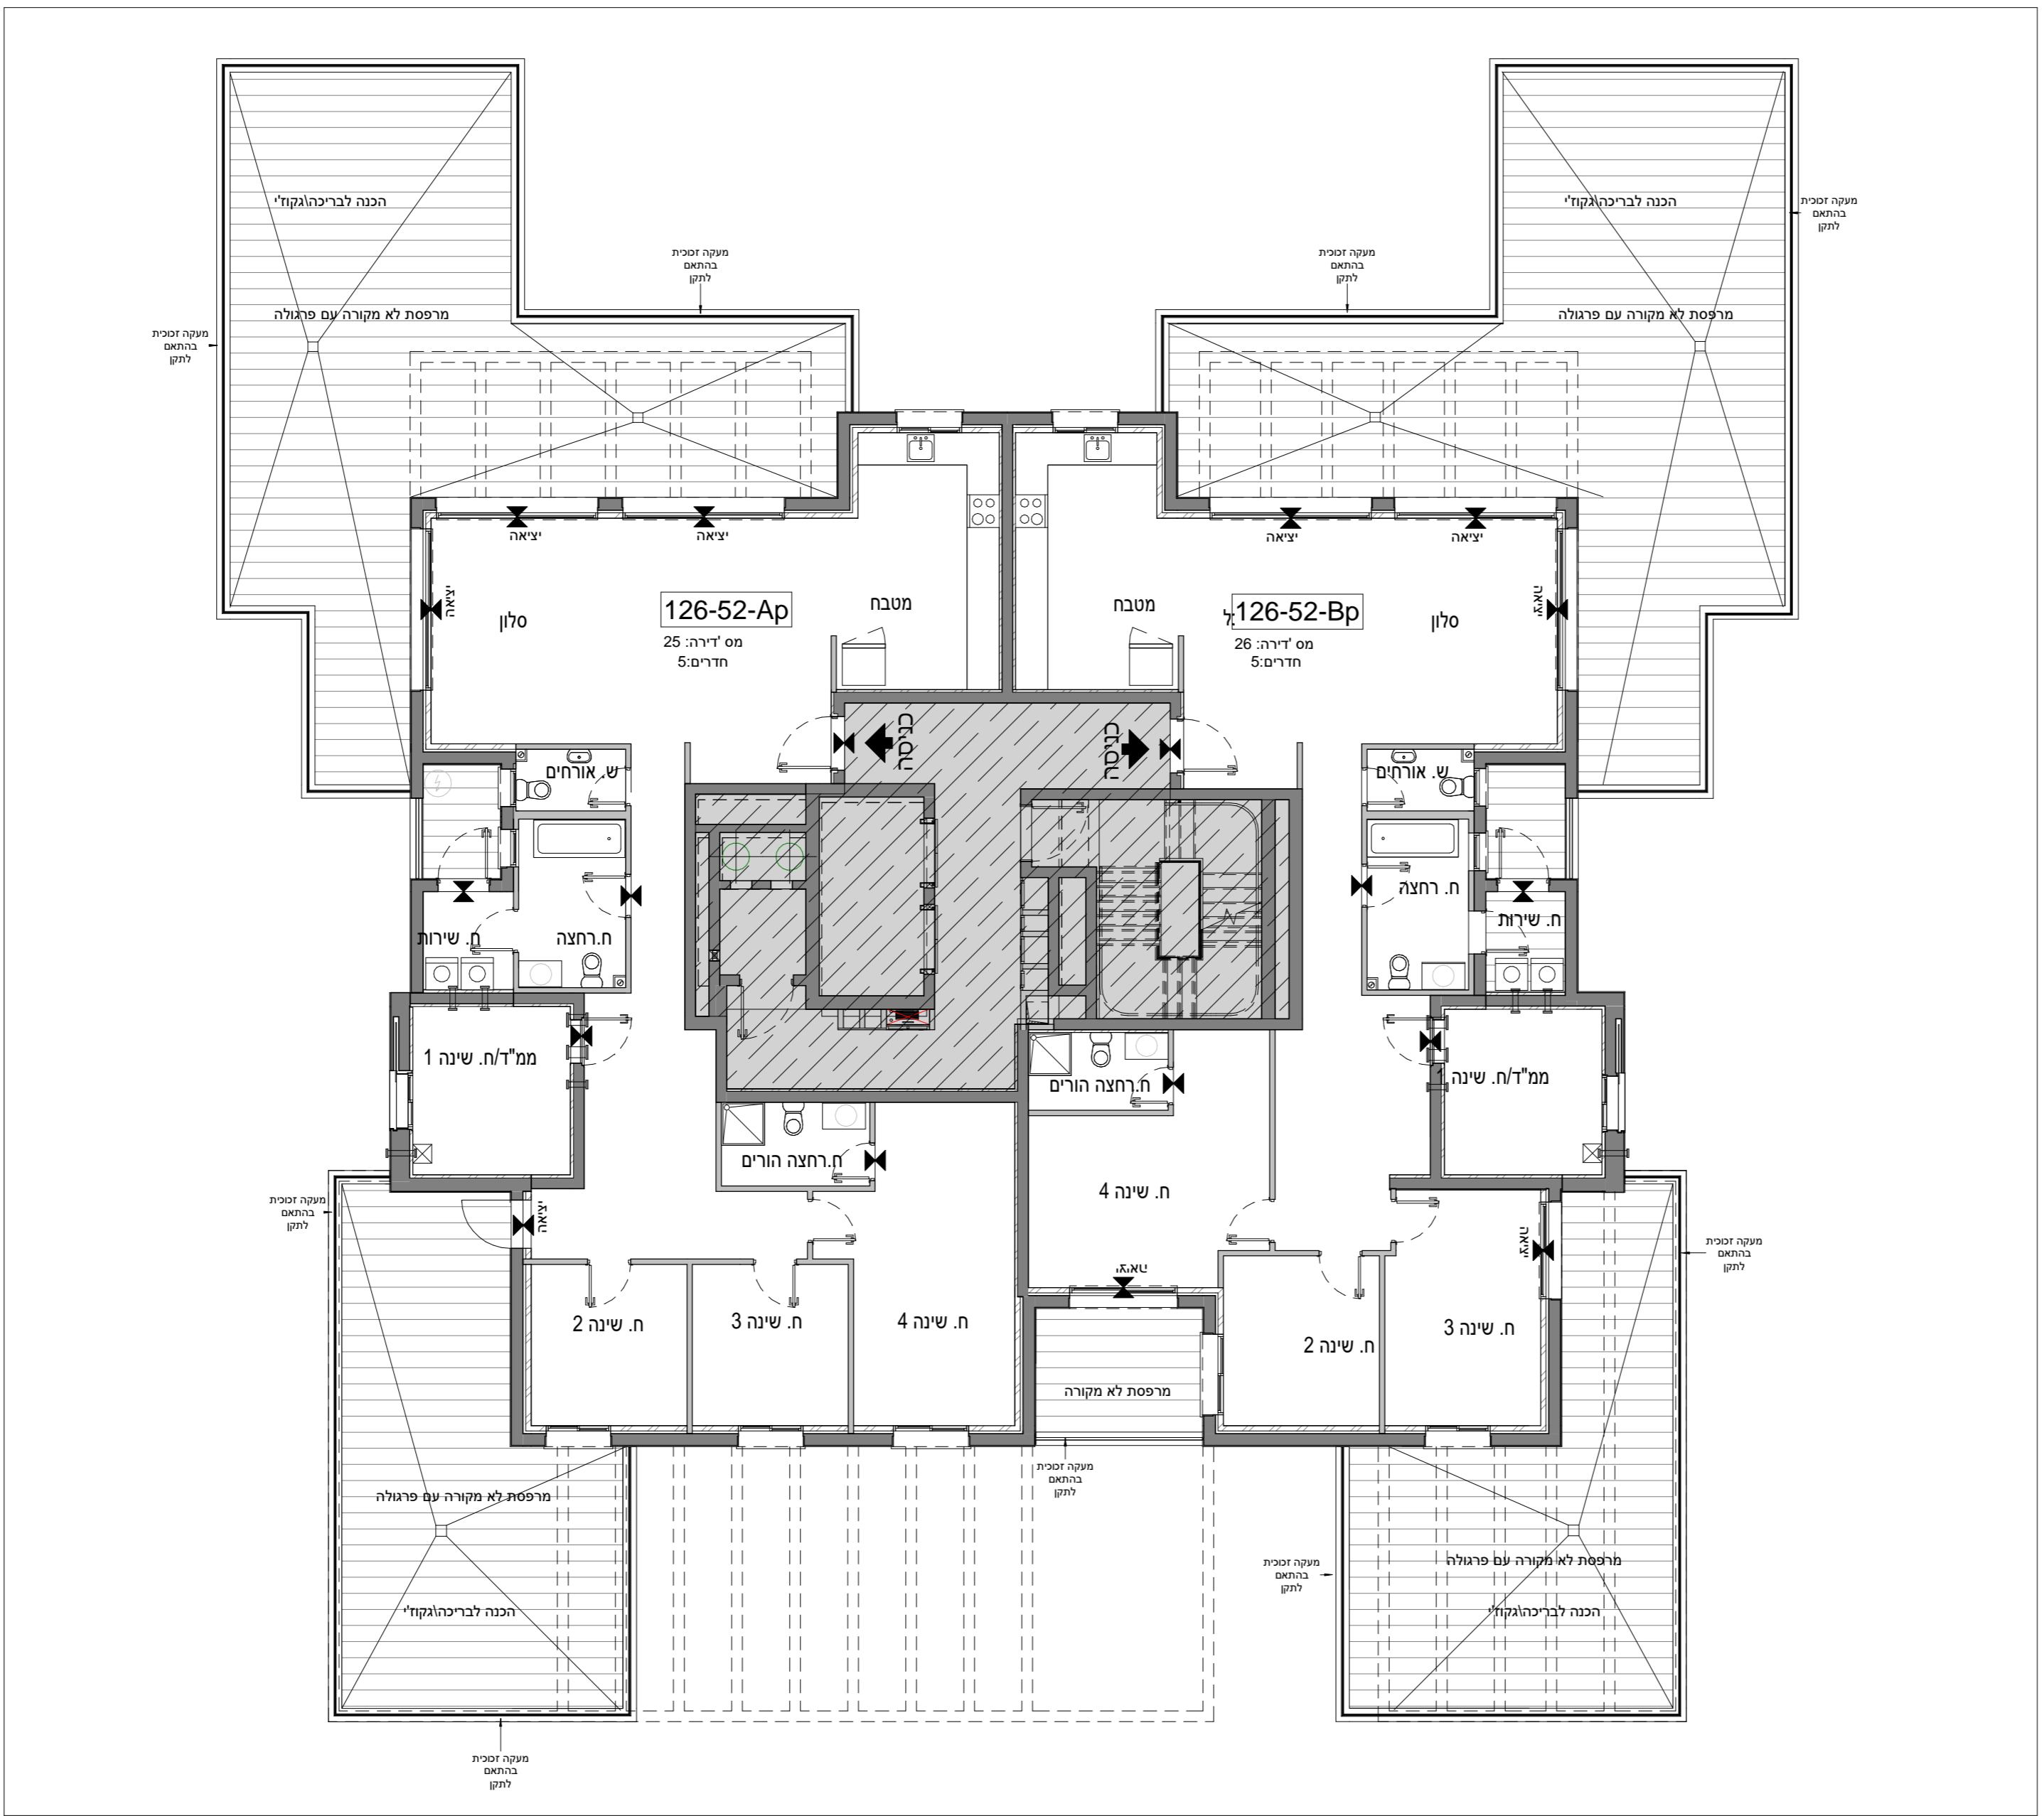 הכנה לבריכה\גקוז'י
הכנה לבריכה\גקוז'י
מעקה זכוכית
בהתאם
לתקן
מעקה זכוכית
בהתאם
לתקן
מעקה זכוכית
בהתאם
לתקן
מרפסת לא מקורה עם פרגולה
מרפסת לא מקורה עם פרגולה
מעקה זכוכית
בהתאם
לתקן
יציאה
יציאה
יציאה
יציאה
יציאה
יציאה
126-52-Ap
מס' דירה: 25
חדרים:5
סלון
מטבח
מטבח
126-52-Bp
מס' דירה: 26
חדרים:5
סלון
כניסה
כניסה
ש. אורחים
ש. אורחים
ח. שירות
ח.רחצה
ח. רחצה
ח. שירות
ממ"ד/ח. שינה 1
ח.רחצה הורים
ממ"ד/ח. שינה 1
ח.רחצה הורים
ח. שינה 4
מעקה זכוכית
בהתאם
לתקן
יציאה
יציאה
מעקה זכוכית
בהתאם
לתקן
יציאה
ח. שינה 2
ח. שינה 3
ח. שינה 4
ח. שינה 2
ח. שינה 3
מרפסת לא מקורה
מעקה זכוכית
בהתאם
לתקן
מרפסת לא מקורה עם פרגולה
מעקה זכוכית
בהתאם
לתקן
מרפסת לא מקורה עם פרגולה
הכנה לבריכה\גקוז'י
הכנה לבריכה\גקוז'י
מעקה זכוכית
בהתאם
לתקן